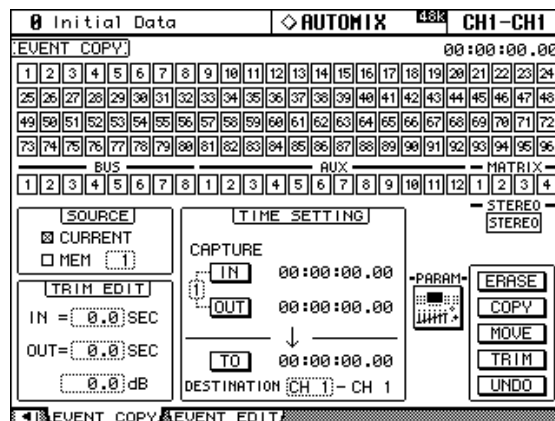 0 Initial Data ◇AUTOMIX 48k CH1-CH1
EVENT COPY 00:00:00.00
1 2 3 4 5 6 7 8 9 10 11 12 13 14 15 16 17 18 19 20 21 22 23 24
25 26 27 28 29 30 31 32 33 34 35 36 37 38 39 40 41 42 43 44 45 46 47 48
49 50 51 52 53 54 55 56 57 58 59 60 61 62 63 64 65 66 67 68 69 70 71 72
73 74 75 76 77 78 79 80 81 82 83 84 85 86 87 88 89 90 91 92 93 94 95 96
BUS AUX MATRIX
1 2 3 4 5 6 7 8 1 2 3 4 5 6 7 8 9 10 11 12 1 2 3 4
STEREO
STEREO
SOURCE
CURRENT
MEM 1
TRIM EDIT
IN = 0.0 SEC
OUT= 0.0 SEC
0.0 dB
TIME SETTING
CAPTURE
IN 00:00:00.00
OUT 00:00:00.00
↓
TO 00:00:00.00
DESTINATION CH 1 - CH 1
PARAM
ERASE
COPY
MOVE
TRIM
UNDO
EVENT COPY EVENT EDIT